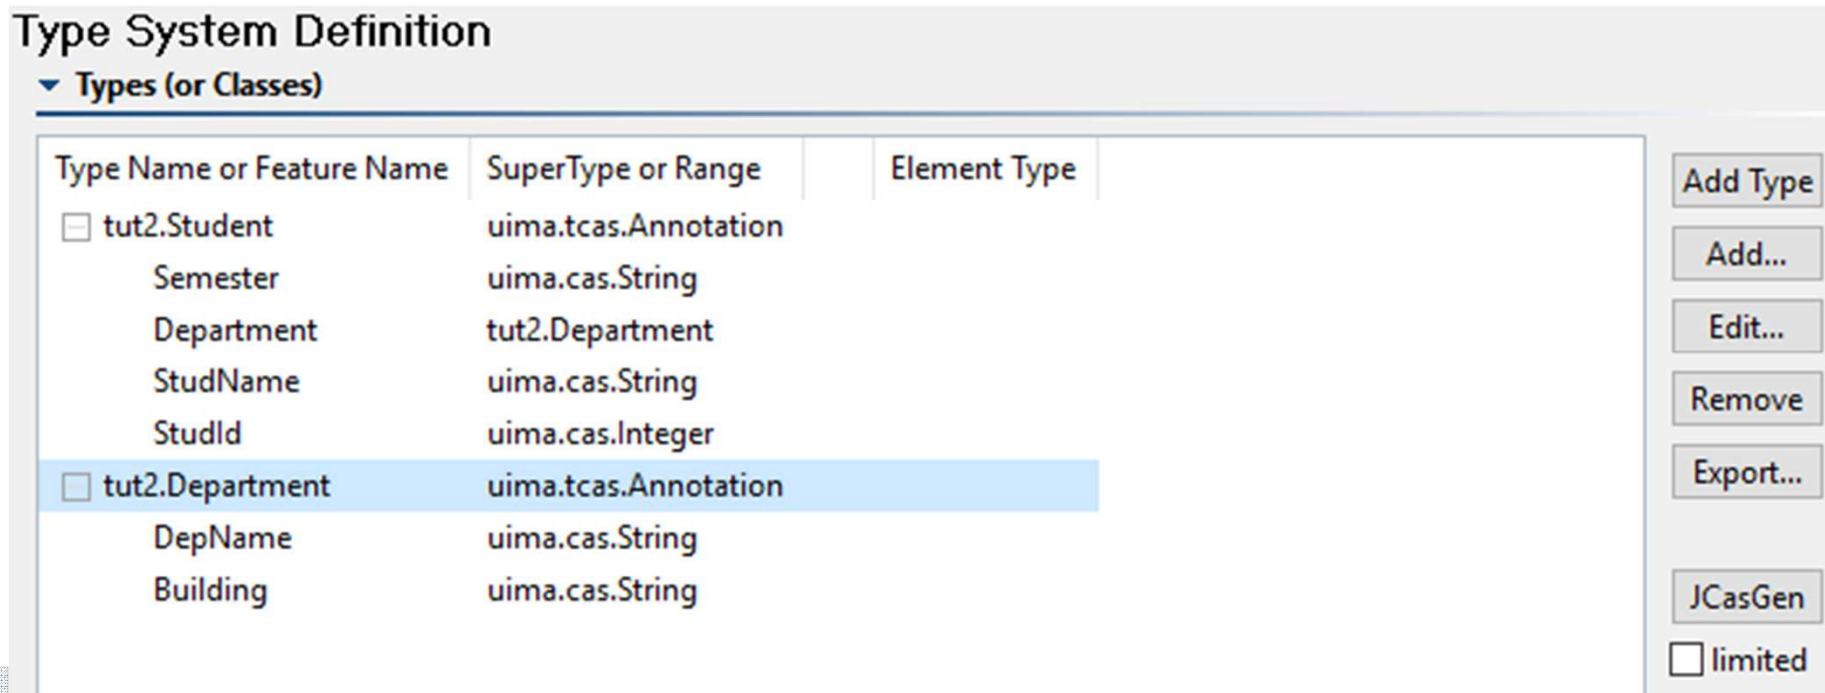 Type System Definition
Types (or Classes)
Type Name or Feature Name SuperType or Range Element Type
tut2.Student uima.tcas.Annotation
Semester uima.cas.String
Department tut2.Department
StudName uima.cas.String
StudId uima.cas.Integer
tut2.Department uima.tcas.Annotation
DepName uima.cas.String
Building uima.cas.String
Add Type
Add...
Edit...
Remove
Export...
JCasGen
limited